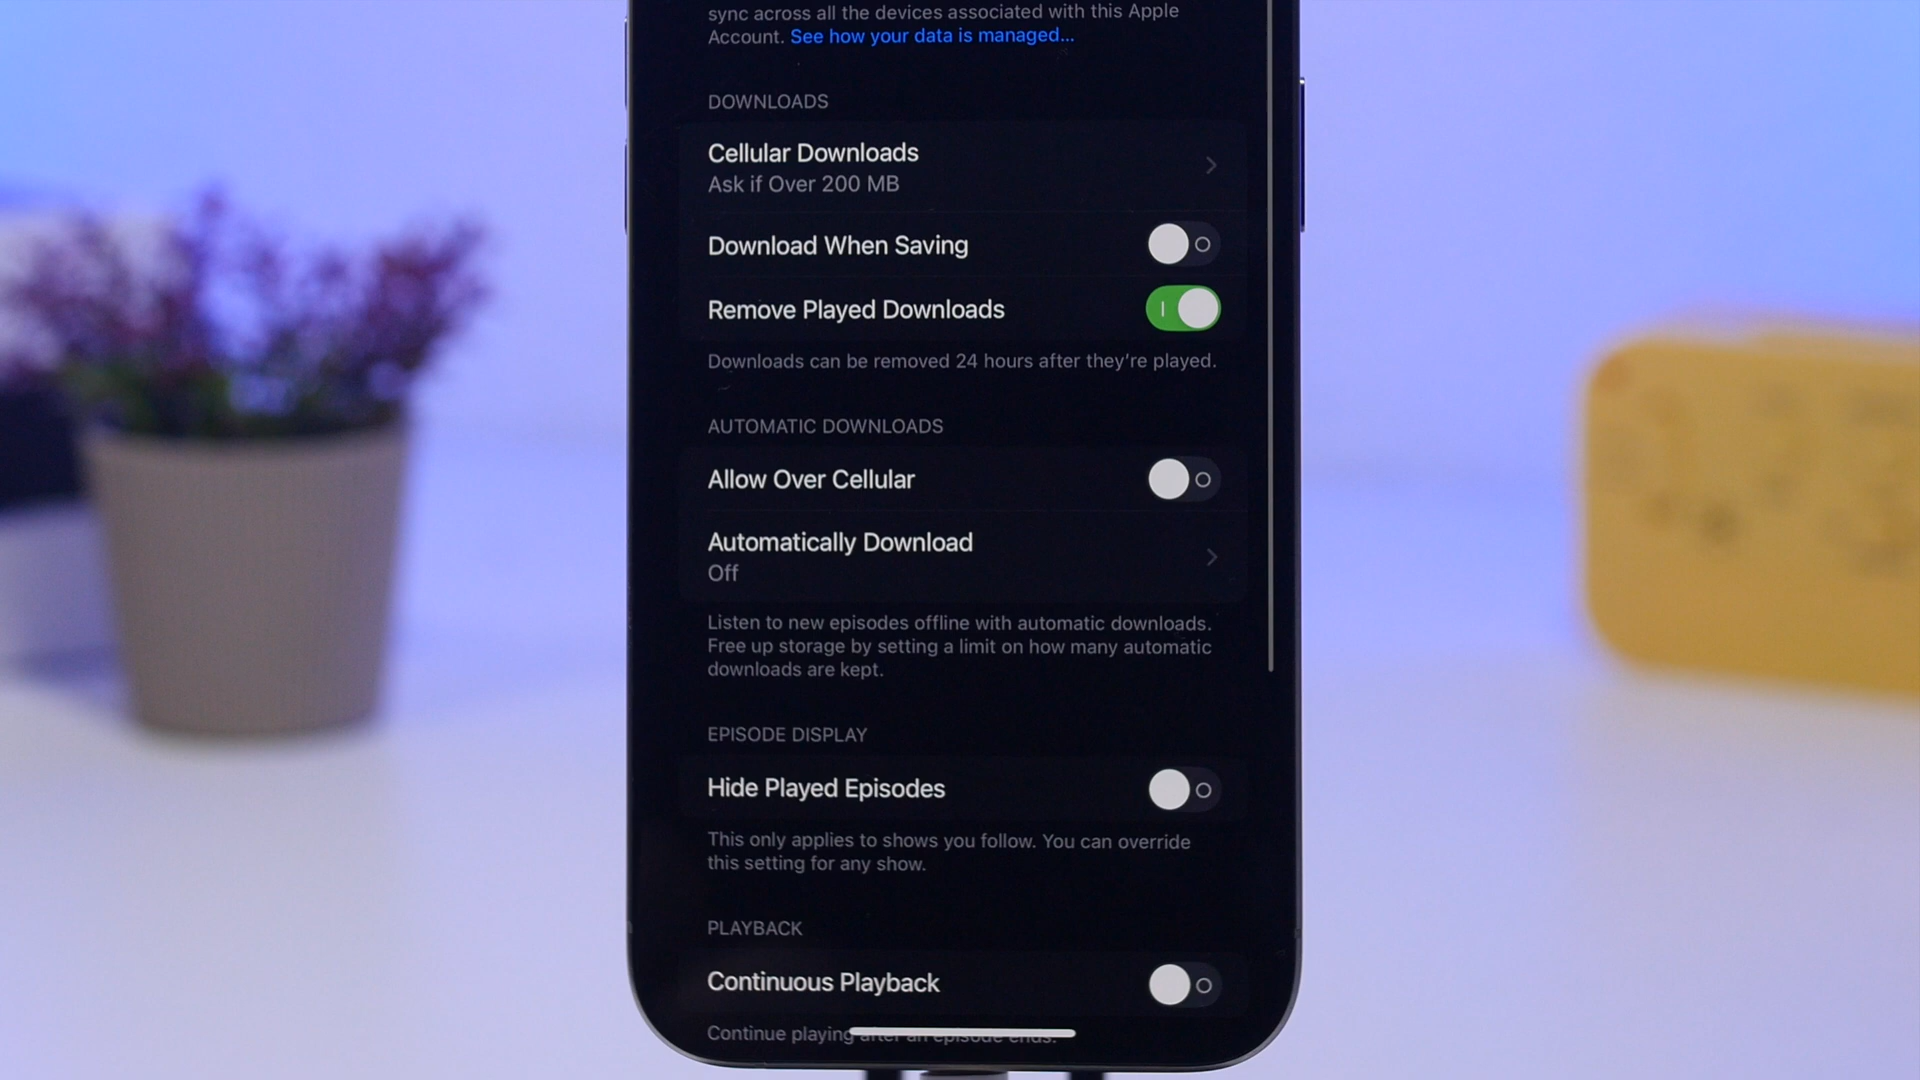 sync across all the devices associated with this Apple
Account. See how your data is managed...
DOWNLOADS
Cellular Downloads
Ask if Over 200 MB
Download When Saving
Remove Played Downloads
Downloads can be removed 24 hours after they're played.
AUTOMATIC DOWNLOADS
Allow Over Cellular
Automatically Download
Off
Listen to new episodes offline with automatic downloads.
Free up storage by setting a limit on how many automatic
downloads are kept.
EPISODE DISPLAY
Hide Played Episodes
This only applies to shows you follow. You can override
this setting for any show.
PLAYBACK
Continuous Playback
Continue playing after an episode ends.